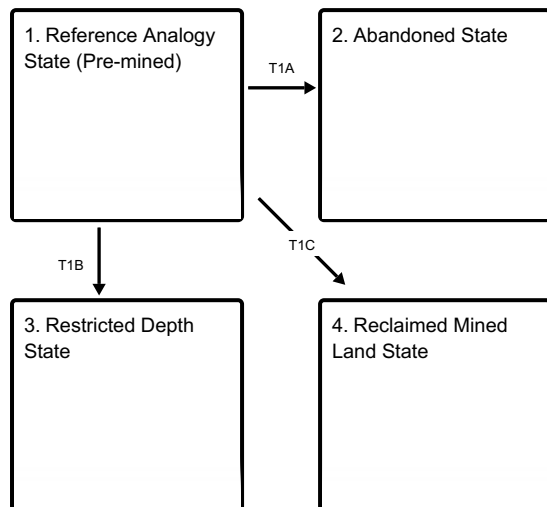 1. Reference Analogy
State (Pre-mined)
T1A
2. Abandoned State
T1B
T1C
3. Restricted Depth
State
4. Reclaimed Mined
Land State